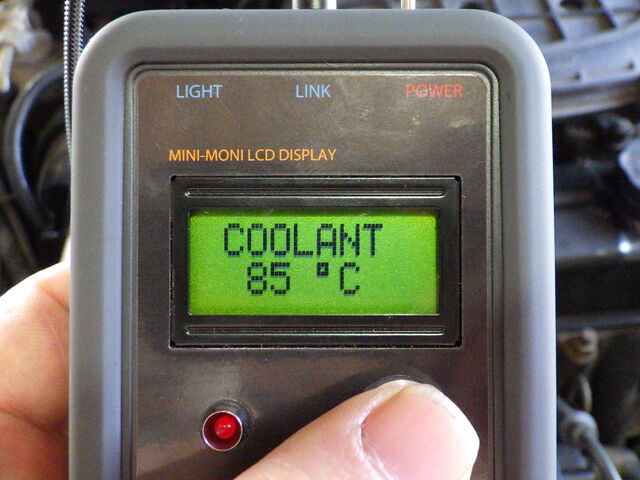 LIGHT LINK POWER
MINI-MONI LCD DISPLAY
COOLANT
85 °C